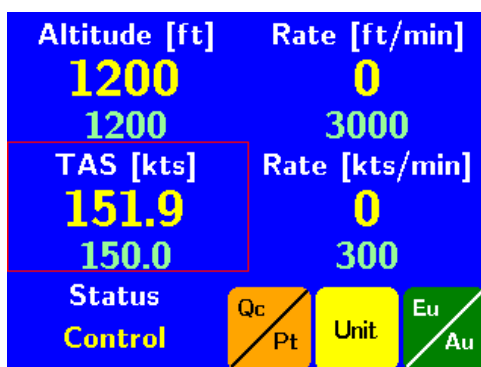 Altitude [ft] Rate [ft/min]
1200 0
1200 3000
TAS [kts] Rate [kts/min]
151.9 0
150.0 300
Status
Control
Qc
Pt
Unit
Eu
Au